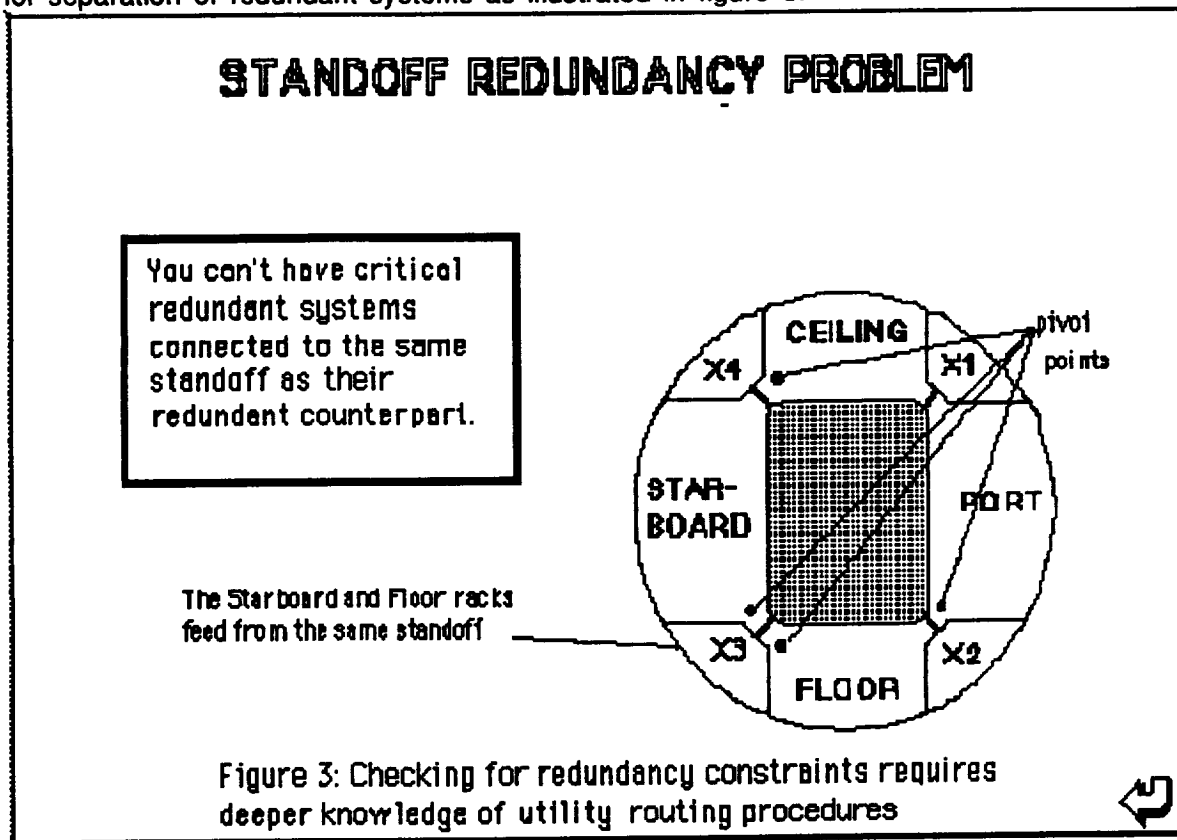 for separation of redundant systems as illustrated in figure
STANDOFF REDUNDANCY PROBLEM
You can't have critical
redundant systems
connected to the same
standoff as their
redundant counterpart.
CEILING
pivot
points
X4
X1
STAR-
BOARD
PORT
The Starboard and Floor racks
feed from the same standoff
X3
X2
FLOOR
Figure 3: Checking for redundancy constraints requires
deeper knowledge of utility routing procedures